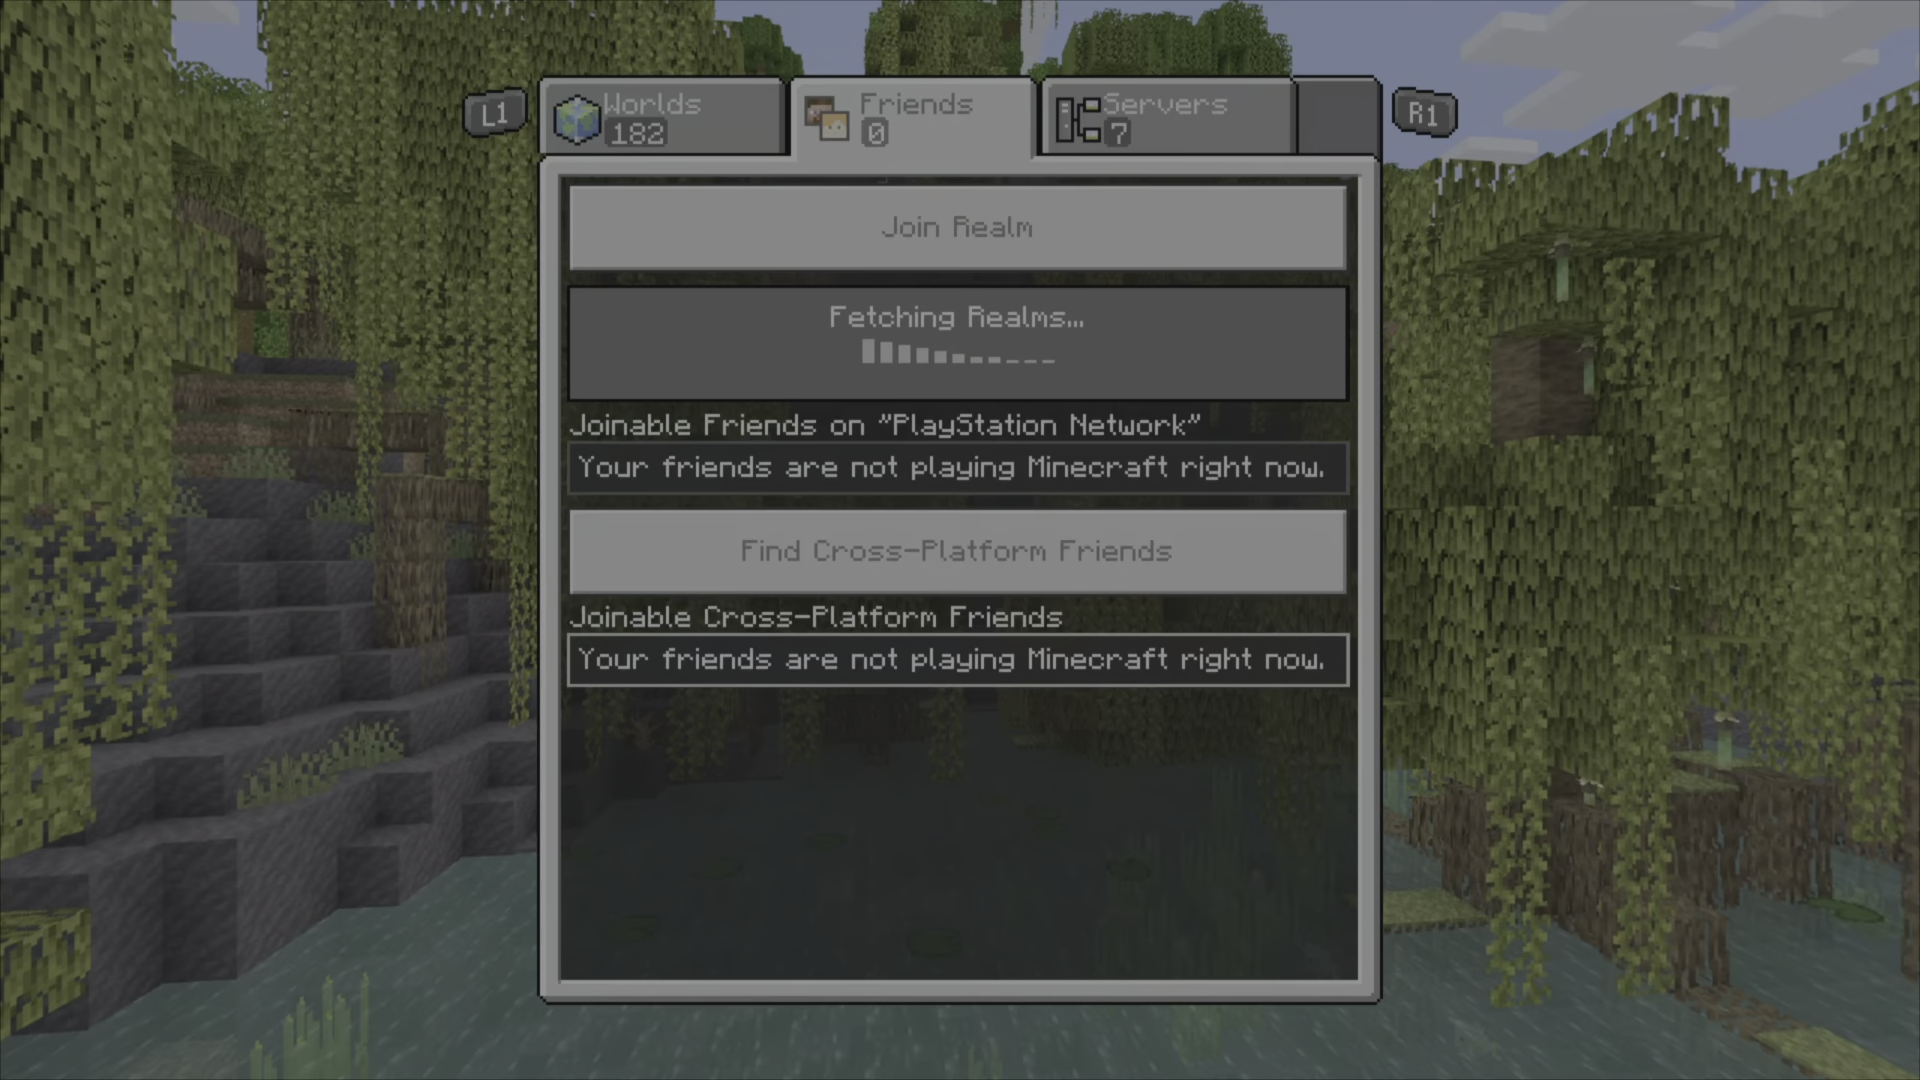 L1
Worlds
182
Friends
0
Servers
7
R1
Join Realm
Fetching Realms...
Joinable Friends on "PlayStation Network"
Your friends are not playing Minecraft right now.
Find Cross-Platform Friends
Joinable Cross-Platform Friends
Your friends are not playing Minecraft right now.